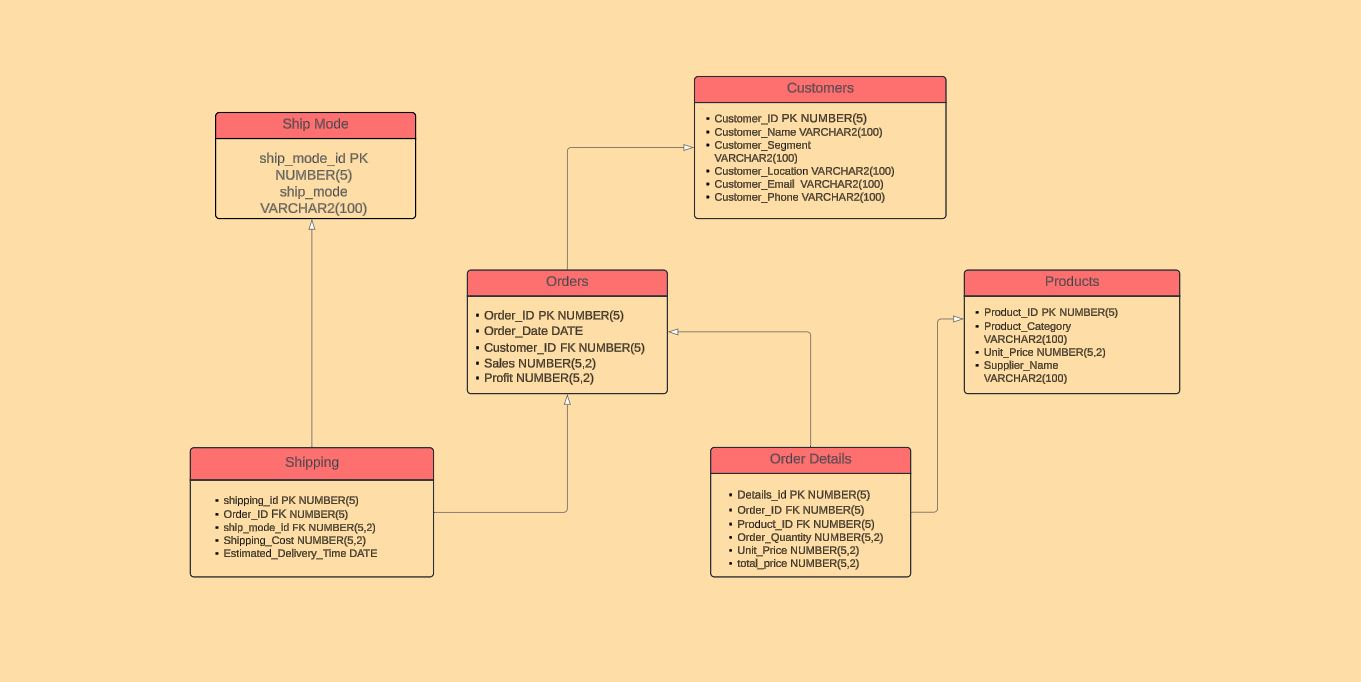 Customers
• Customer_ID PK NUMBER(5)
• Customer_Name VARCHAR2(100)
• Customer_Segment
VARCHAR2(100)
• Customer_Location VARCHAR2(100)
• Customer_Email  VARCHAR2(100)
• Customer_Phone VARCHAR2(100)
Ship Mode
ship_mode_id PK
NUMBER(5)
ship_mode
VARCHAR2(100)
Orders
• Order_ID PK NUMBER(5)
• Order_Date DATE
• Customer_ID FK NUMBER(5)
• Sales NUMBER(5,2)
• Profit NUMBER(5,2)
Products
• Product_ID PK NUMBER(5)
• Product_Category
VARCHAR2(100)
• Unit_Price NUMBER(5,2)
• Supplier_Name
VARCHAR2(100)
Shipping
• shipping_id PK NUMBER(5)
• Order_ID FK NUMBER(5)
• ship_mode_id FK NUMBER(5,2)
• Shipping_Cost NUMBER(5,2)
• Estimated_Delivery_Time DATE
Order Details
• Details_id PK NUMBER(5)
• Order_ID FK NUMBER(5)
• Product_ID FK NUMBER(5)
• Order_Quantity NUMBER(5,2)
• Unit_Price NUMBER(5,2)
• total_price NUMBER(5,2)